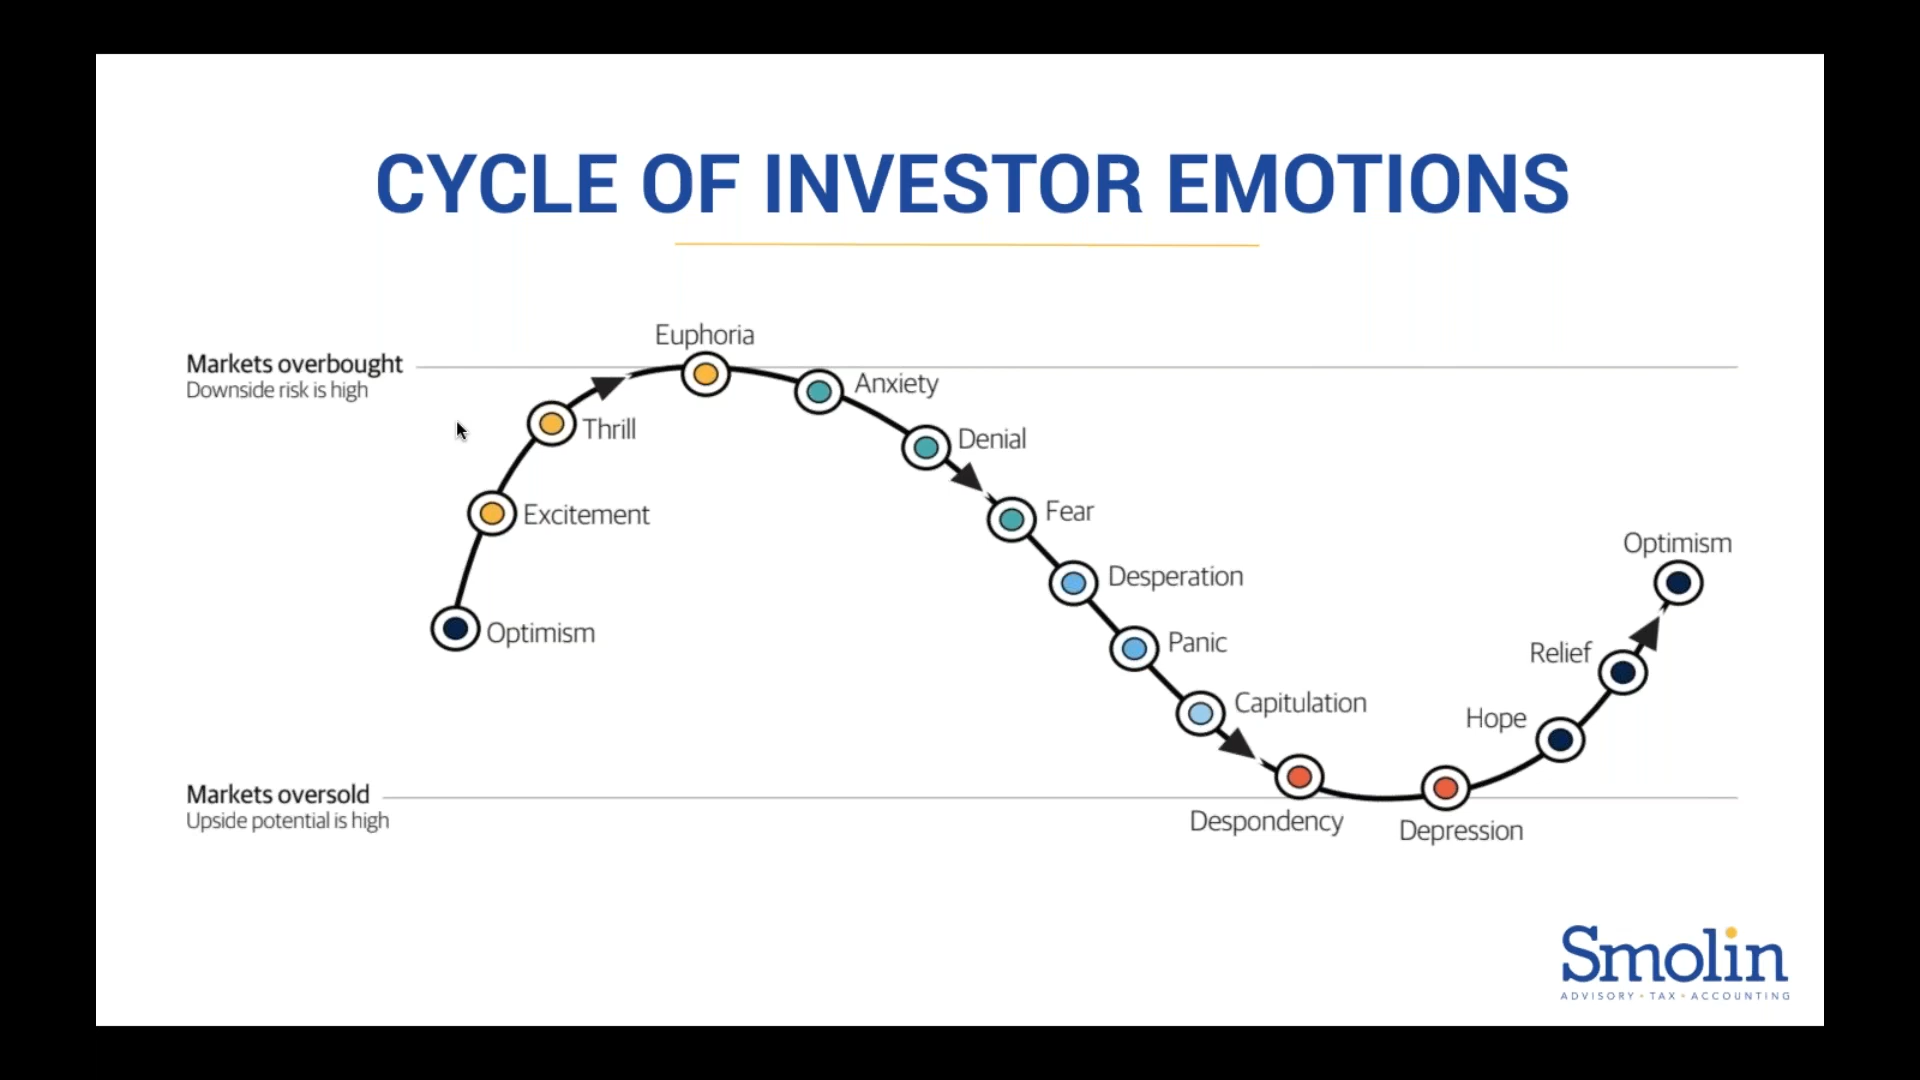 CYCLE OF INVESTOR EMOTIONS
Euphoria
Markets overbought
Downside risk is high
Anxiety
Thrill
Denial
Excitement
Fear
Optimism
Desperation
Optimism
Panic
Relief
Capitulation
Hope
Markets oversold
Upside potential is high
Despondency
Depression
Smolin
ADVISORY • TAX • ACCOUNTING